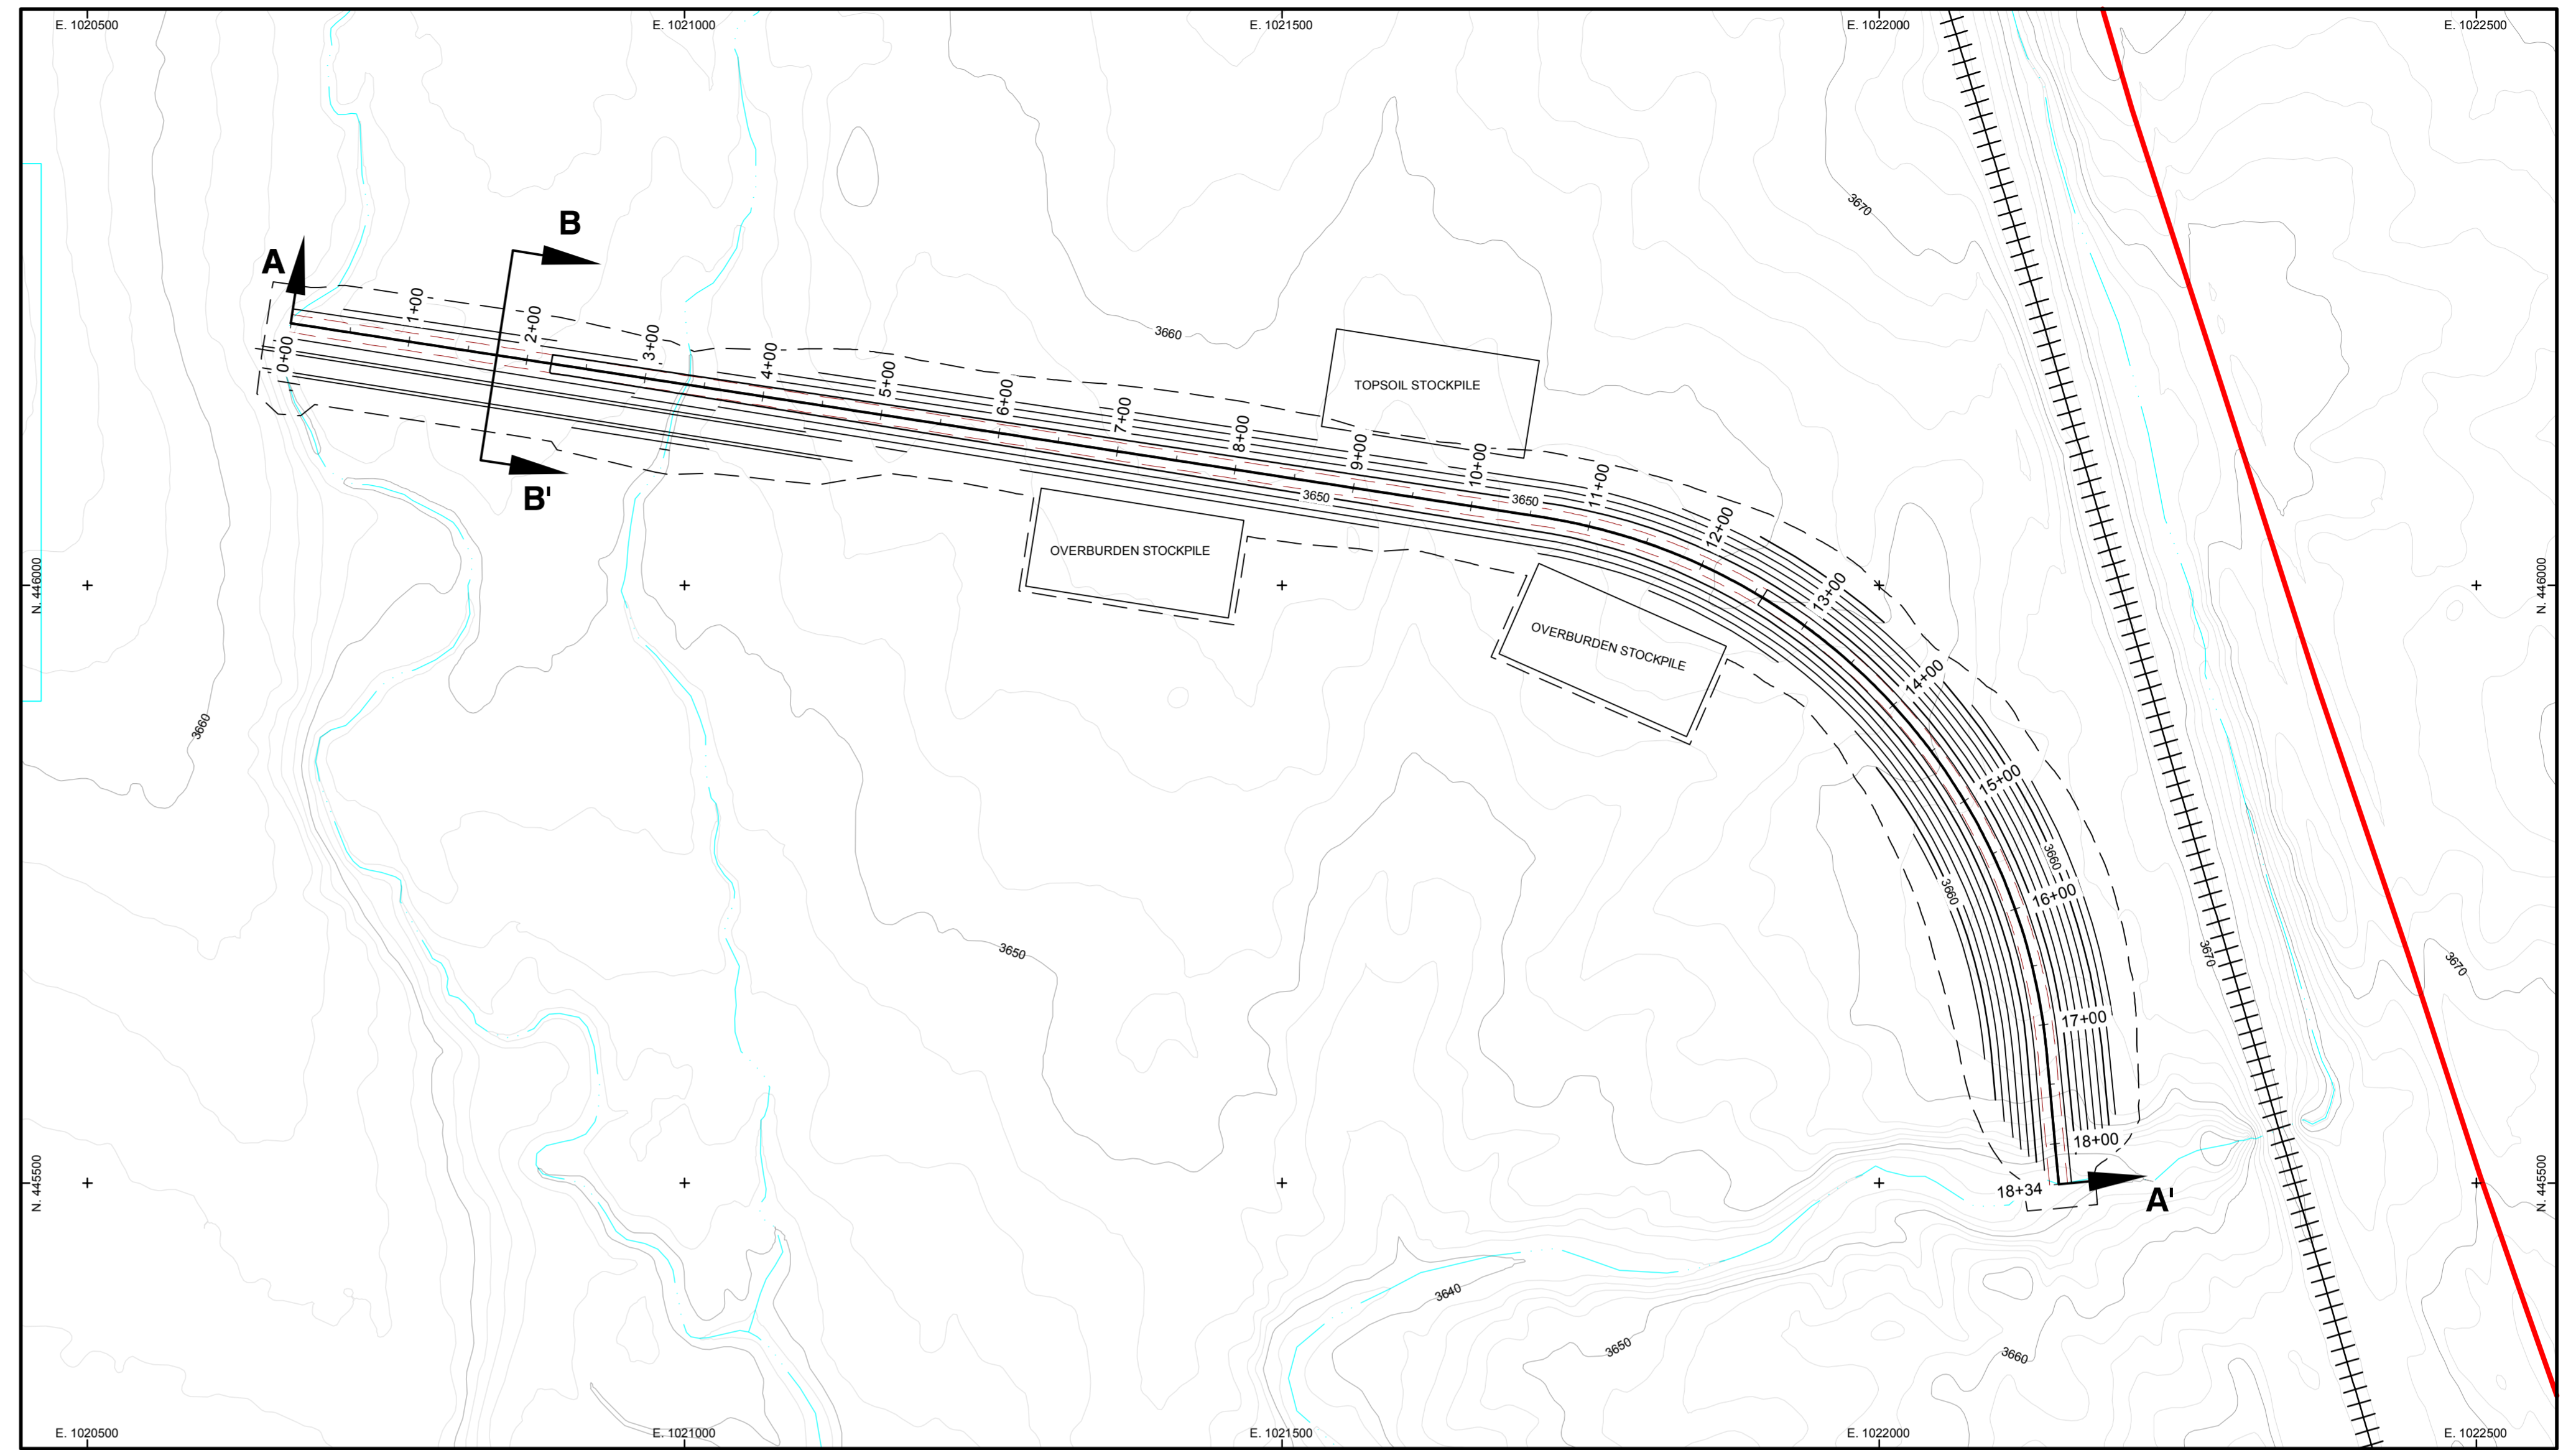 E. 1020500
E. 1021000
E. 1021500
E. 1022000
E. 1022500
3670
B
A
1+00
2+00
3+00
0+00
4+00
5+00
6+00
7+00
8+00
9+00
10+00
11+00
12+00
3660
TOPSOIL STOCKPILE
B'
3650
3650
OVERBURDEN STOCKPILE
N. 446000
N. 446000
13+00
OVERBURDEN STOCKPILE
14+00
3660
15+00
3660
3660
16+00
3650
3670
3670
17+00
18+00
N. 445500
18+34
A'
N. 445500
3640
3650
3660
E. 1020500
E. 1021000
E. 1021500
E. 1022000
E. 1022500